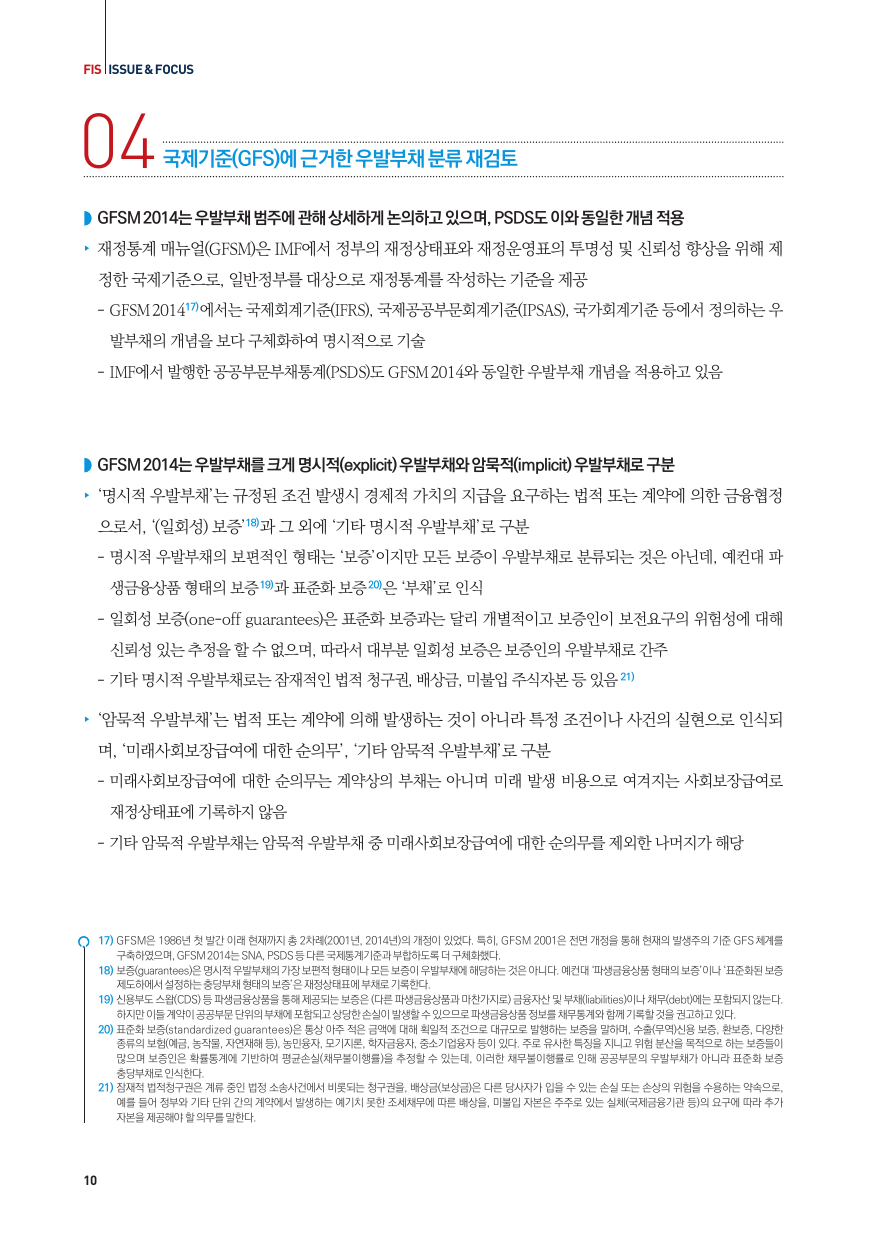 FIS ISSUE & FOCUS
04 국제기준(GFS)에 근거한 우발부채 분류 재검토
◗ GFSM 2014는 우발부채 범주에 관해 상세하게 논의하고 있으며, PSDS도 이와 동일한 개념 적용
‣ 재정통계 매뉴얼(GFSM)은 IMF에서 정부의 재정상태표와 재정운영표의 투명성 및 신뢰성 향상을 위해 제
정한 국제기준으로, 일반정부를 대상으로 재정통계를 작성하는 기준을 제공
- GFSM 201417)에서는 국제회계기준(IFRS), 국제공공부문회계기준(IPSAS), 국가회계기준 등에서 정의하는 우
발부채의 개념을 보다 구체화하여 명시적으로 기술
- IMF에서 발행한 공공부문부채통계(PSDS)도 GFSM 2014와 동일한 우발부채 개념을 적용하고 있음
◗ GFSM 2014는 우발부채를 크게 명시적(explicit) 우발부채와 암묵적(implicit) 우발부채로 구분
‣ ‘명시적 우발부채’는 규정된 조건 발생시 경제적 가치의 지급을 요구하는 법적 또는 계약에 의한 금융협정
으로서, ‘(일회성) 보증’18)과 그 외에 ‘기타 명시적 우발부채’로 구분
- 명시적 우발부채의 보편적인 형태는 ‘보증’이지만 모든 보증이 우발부채로 분류되는 것은 아닌데, 예컨대 파
생금융상품 형태의 보증19)과 표준화 보증20)은 ‘부채’로 인식
- 일회성 보증(one-off guarantees)은 표준화 보증과는 달리 개별적이고 보증인이 보전요구의 위험성에 대해
신뢰성 있는 추정을 할 수 없으며, 따라서 대부분 일회성 보증은 보증인의 우발부채로 간주
- 기타 명시적 우발부채로는 잠재적인 법적 청구권, 배상금, 미불입 주식자본 등 있음21)
‣ ‘암묵적 우발부채’는 법적 또는 계약에 의해 발생하는 것이 아니라 특정 조건이나 사건의 실현으로 인식되
며, ‘미래사회보장급여에 대한 순의무’, ‘기타 암묵적 우발부채’로 구분
- 미래사회보장급여에 대한 순의무는 계약상의 부채는 아니며 미래 발생 비용으로 여겨지는 사회보장급여로
재정상태표에 기록하지 않음
- 기타 암묵적 우발부채는 암묵적 우발부채 중 미래사회보장급여에 대한 순의무를 제외한 나머지가 해당
17) GFSM은 1986년 첫 발간 이래 현재까지 총 2차례(2001년, 2014년)의 개정이 있었다. 특히, GFSM 2001은 전면 개정을 통해 현재의 발생주의 기준 GFS 체계를
구축하였으며, GFSM 2014는 SNA, PSDS 등 다른 국제통계기준과 부합하도록 더 구체화했다.
18) 보증(guarantees)은 명시적 우발부채의 가장 보편적 형태이나 모든 보증이 우발부채에 해당하는 것은 아니다. 예컨대 ‘파생금융상품 형태의 보증’이나 ‘표준화된 보증
제도하에서 설정하는 충당부채 형태의 보증’은 재정상태표에 부채로 기록한다.
19) 신용부도 스왑(CDS) 등 파생금융상품을 통해 제공되는 보증은 (다른 파생금융상품과 마찬가지로) 금융자산 및 부채(liabilities)이나 채무(debt)에는 포함되지 않는다.
하지만 이들 계약이 공공부문 단위의 부채에 포함되고 상당한 손실이 발생할 수 있으므로 파생금융상품 정보를 채무통계와 함께 기록할 것을 권고하고 있다.
20) 표준화 보증(standardized guarantees)은 통상 아주 적은 금액에 대해 획일적 조건으로 대규모로 발행하는 보증을 말하며, 수출(무역)신용 보증, 환보증, 다양한
종류의 보험(예금, 농작물, 자연재해 등), 농민융자, 모기지론, 학자금융자, 중소기업융자 등이 있다. 주로 유사한 특징을 지니고 위험 분산을 목적으로 하는 보증들이
많으며 보증인은 확률통계에 기반하여 평균손실(채무불이행률)을 추정할 수 있는데, 이러한 채무불이행률로 인해 공공부문의 우발부채가 아니라 표준화 보증
충당부채로 인식한다.
21) 잠재적 법적청구권은 계류 중인 법정 소송사건에서 비롯되는 청구권을, 배상금(보상금)은 다른 당사자가 입을 수 있는 손실 또는 손상의 위험을 수용하는 약속으로,
예를 들어 정부와 기타 단위 간의 계약에서 발생하는 예기치 못한 조세채무에 따른 배상을, 미불입 자본은 주주로 있는 실체(국제금융기관 등)의 요구에 따라 추가
자본을 제공해야 할 의무를 말한다.
10